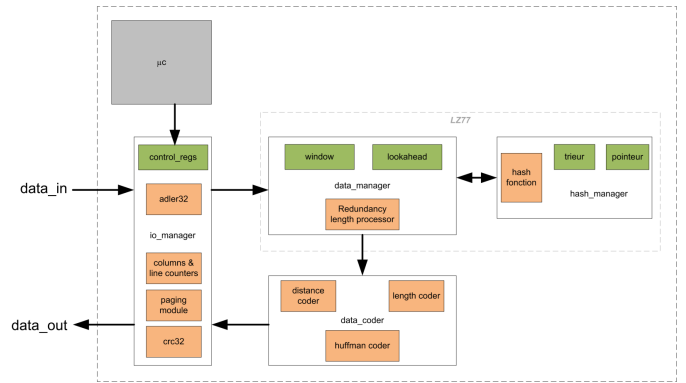 μc
LZ77
control_regs
window
lookahead
trieur
pointeur
hash
fonction
data_in
adler32
data_manager
hash_manager
Redundancy
length processor
io_manager
columns &
line counters
distance
coder
length coder
paging
module
data_out
data_coder
crc32
huffman coder